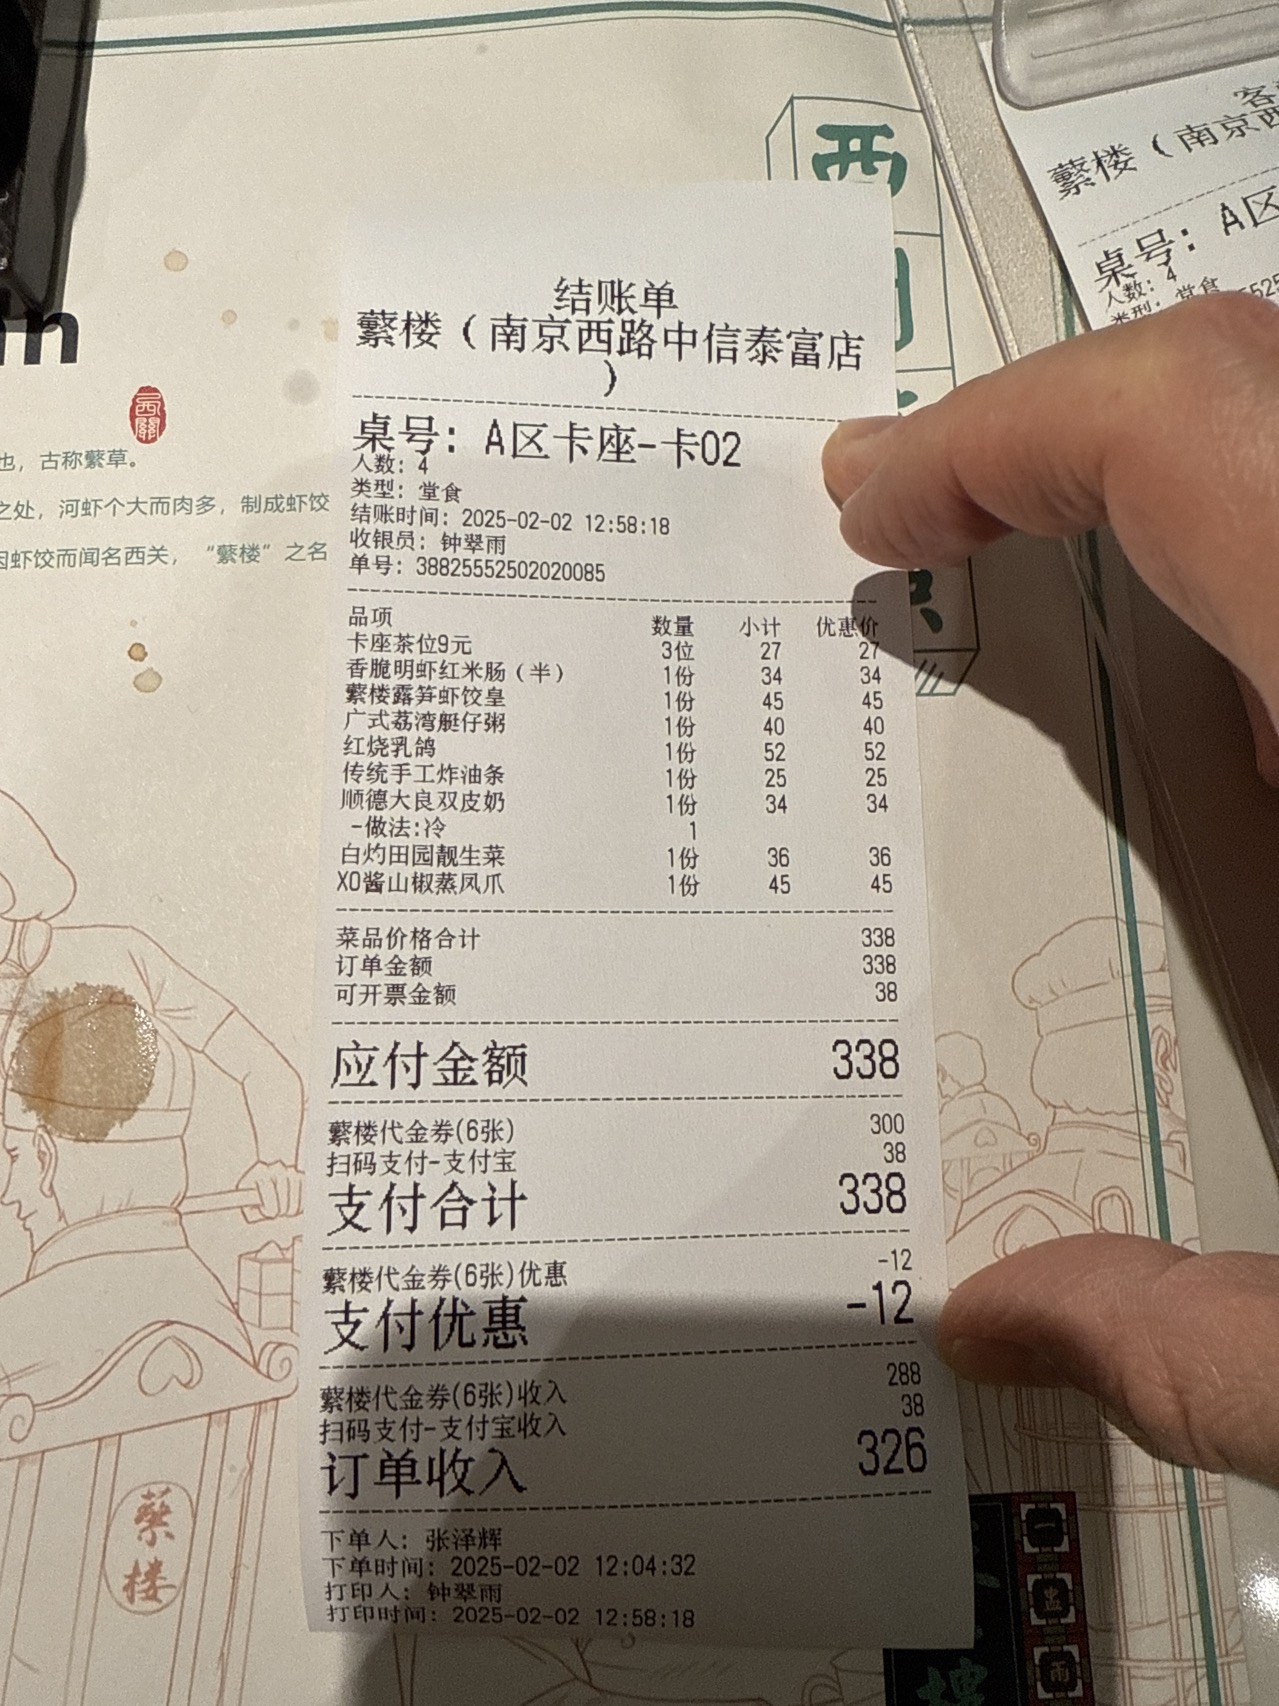 西
nn
西關
也，古称蘩草。
之处，河虾个大而肉多，制成虾饺
因虾饺而闻名西关，“蘩楼”之名
结账单
蘩楼（南京西路中信泰富店
）
桌号：A区卡座-卡02
人数：4
类型：堂食
结账时间：2025-02-02 12:58:18
收银员：钟翠雨
单号：38825552502020085
品项 数量 小计 优惠价
卡座茶位9元 3位 27 27
香脆明虾红米肠（半） 1份 34 34
蘩楼露笋虾饺皇 1份 45 45
广式荔湾艇仔粥 1份 40 40
红烧乳鸽 1份 52 52
传统手工炸油条 1份 25 25
顺德大良双皮奶 1份 34 34
-做法:冷 1
白灼田园靓生菜 1份 36 36
XO酱山椒蒸凤爪 1份 45 45
菜品价格合计 338
订单金额 338
可开票金额 38
应付金额 338
蘩楼代金券(6张) 300
扫码支付-支付宝 38
支付合计 338
蘩楼代金券(6张)优惠 -12
支付优惠 -12
蘩楼代金券(6张)收入 288
扫码支付-支付宝收入 38
订单收入 326
下单人：张泽辉
下单时间：2025-02-02 12:04:32
打印人：钟翠雨
打印时间：2025-02-02 12:58:18
客
蘩楼（南京西
桌号：A区
人数：4
类型：堂食
5525
蘩楼
一
盅